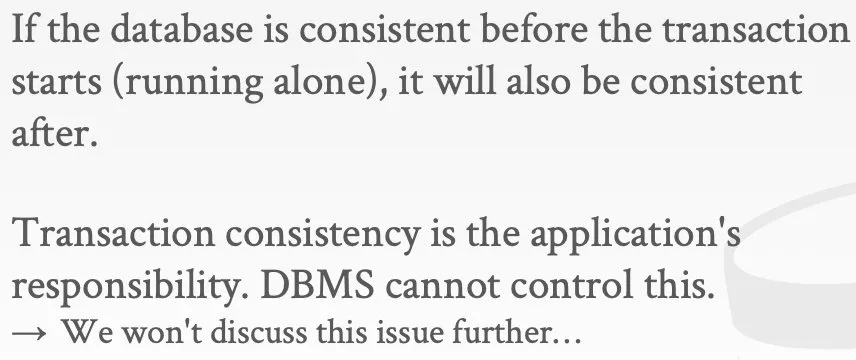 If the database is consistent before the transaction
starts (running alone), it will also be consistent
after.
Transaction consistency is the application's
responsibility. DBMS cannot control this.
→ We won't discuss this issue further…